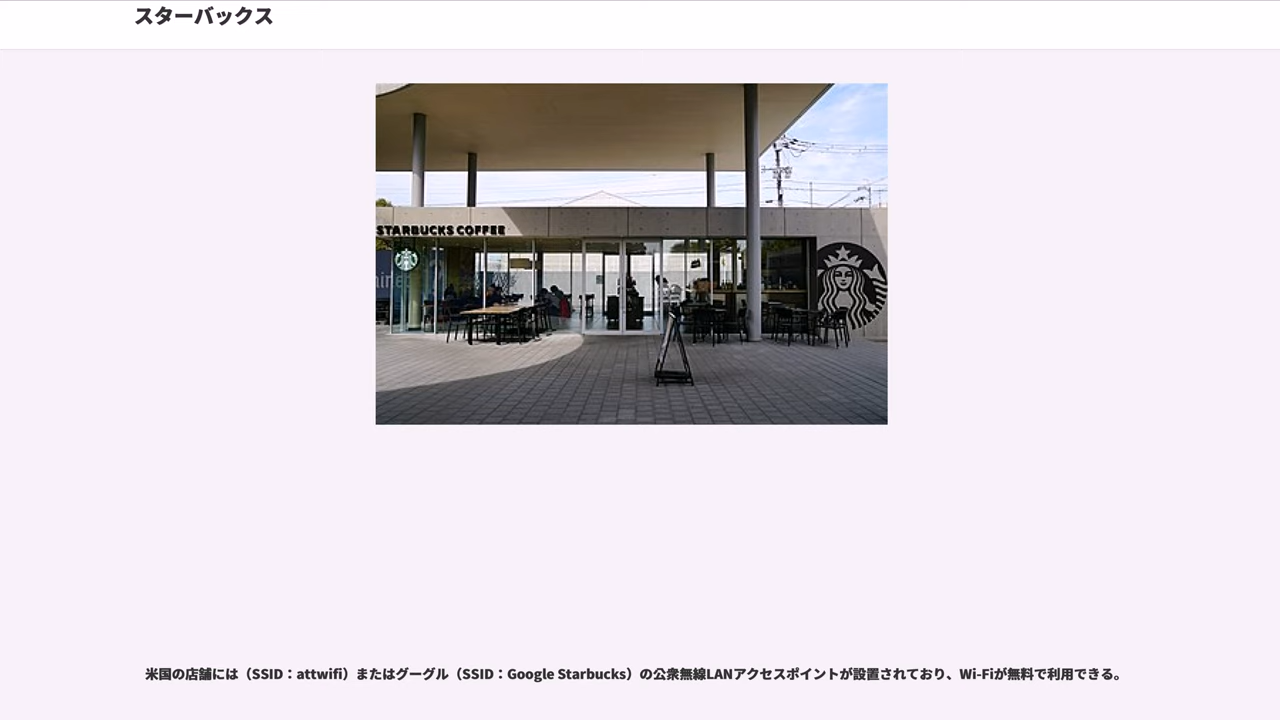 スターバックス
STARBUCKS COFFEE
米国の店舗には（SSID：attwifi）またはグーグル（SSID：Google Starbucks）の公衆無線LANアクセスポイントが設置されており、Wi-Fiが無料で利用できる。